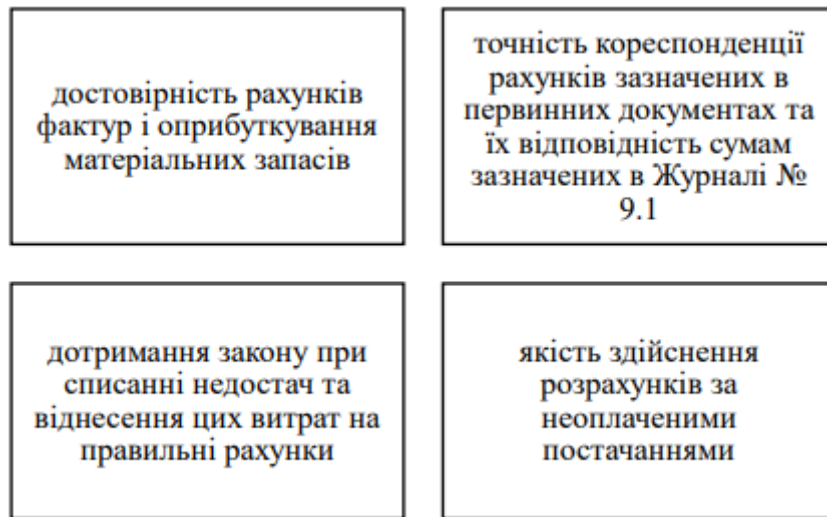 достовірність рахунків
фактур і оприбуткування
матеріальних запасів
точність кореспонденції
рахунків зазначених в
первинних документах та
їх відповідність сумам
зазначених в Журналі №
9.1
дотримання закону при
списанні недостач та
віднесення цих витрат на
правильні рахунки
якість здійснення
розрахунків за
неоплаченими
постачаннями